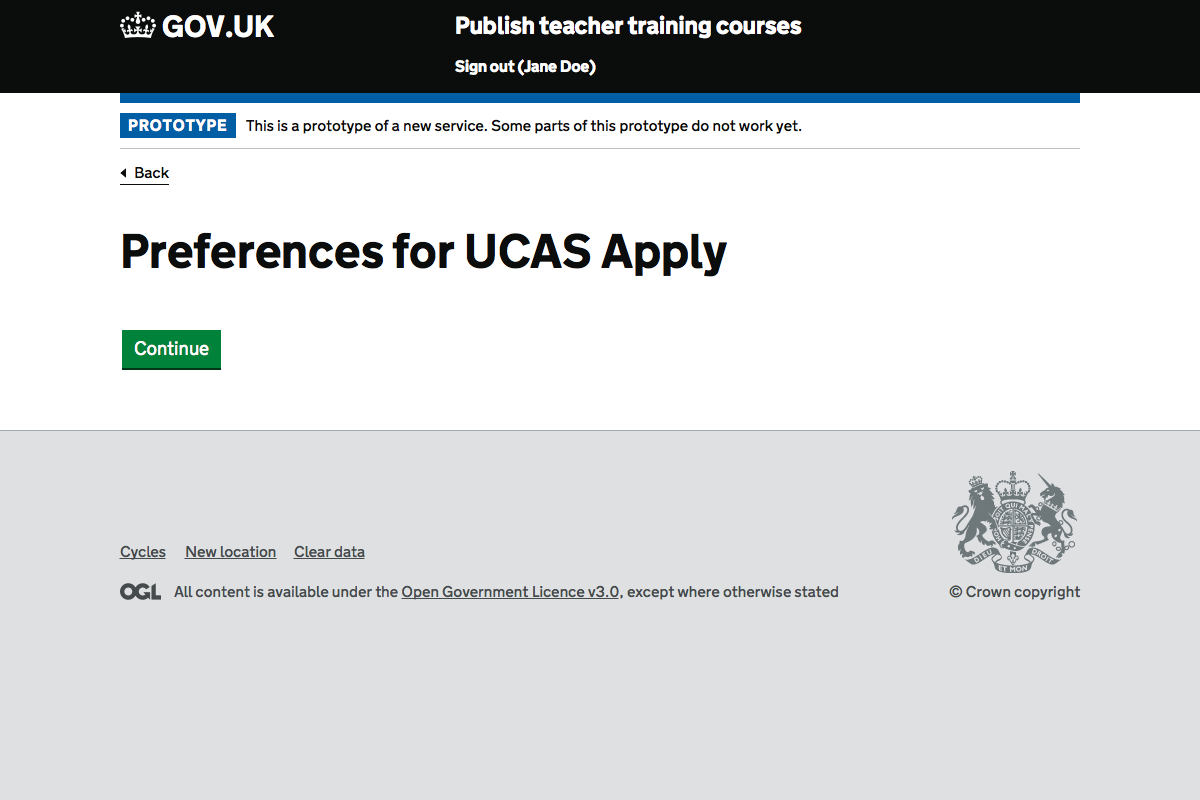 GOV.UK
Publish teacher training courses
Sign out (Jane Doe)
PROTOTYPE This is a prototype of a new service. Some parts of this prototype do not work yet.
Back
Preferences for UCAS Apply
Continue
Cycles New location Clear data
DIEU ET MON DROIT
OGL All content is available under the Open Government Licence v3.0, except where otherwise stated
© Crown copyright